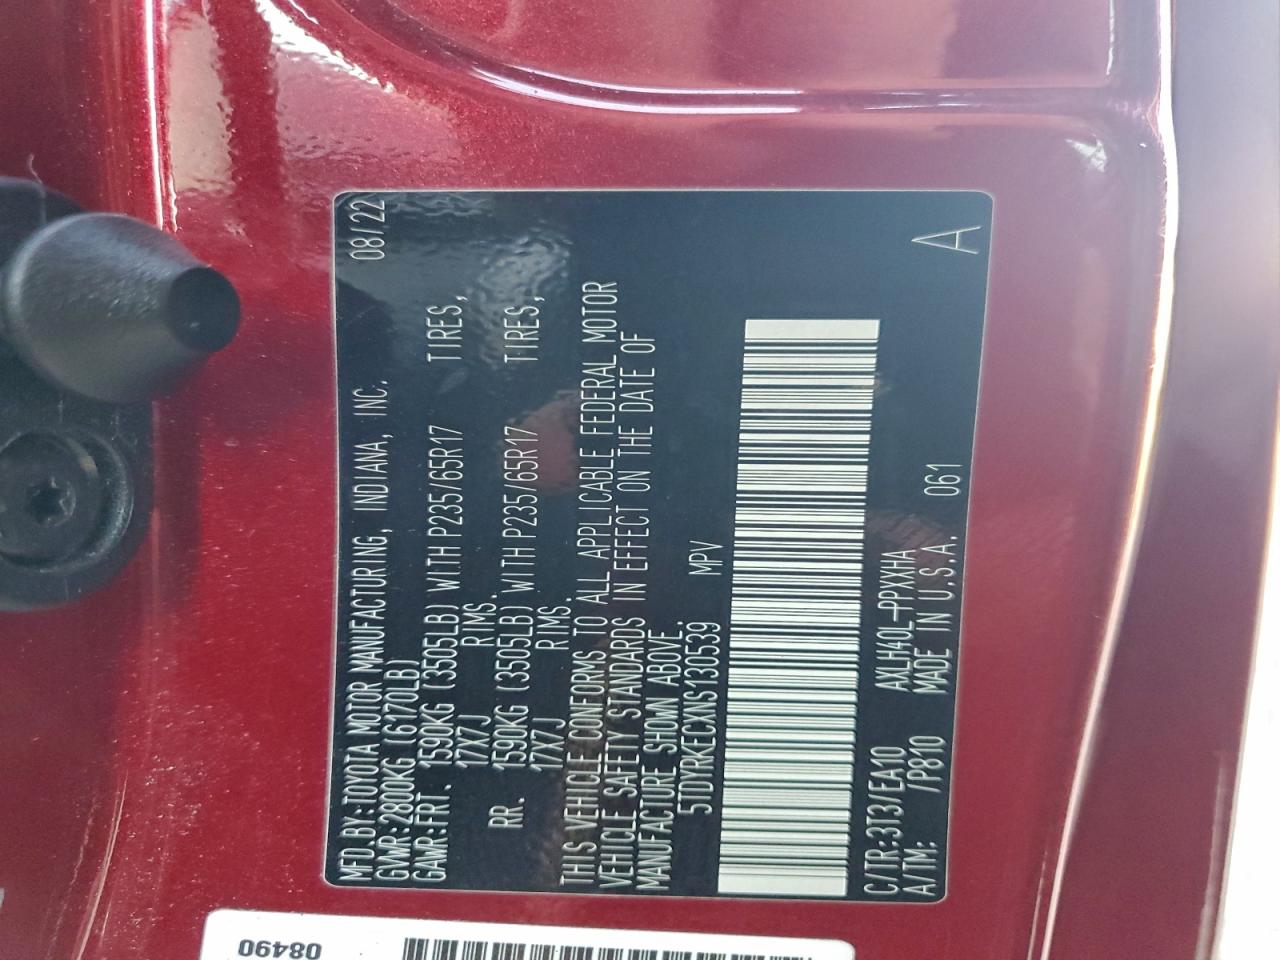 MFD.BY:TOYOTA MOTOR MANUFACTURING, INDIANA, INC. 08/22
GVWR:2800KG (6170LB)
GAWR:FRT. 1590KG (3505LB) WITH P235/65R17 TIRES,
17X7J RIMS.
RR. 1590KG (3505LB) WITH P235/65R17 TIRES,
17X7J RIMS.
THIS VEHICLE CONFORMS TO ALL APPLICABLE FEDERAL MOTOR
VEHICLE SAFETY STANDARDS IN EFFECT ON THE DATE OF
MANUFACTURE SHOWN ABOVE.
5TDYRKECXNS130539 MPV
C/TR:3T3/EA10 AXLH40L-PPXXHA
A/TM: /P810 MADE IN U.S.A. 061 A
08490